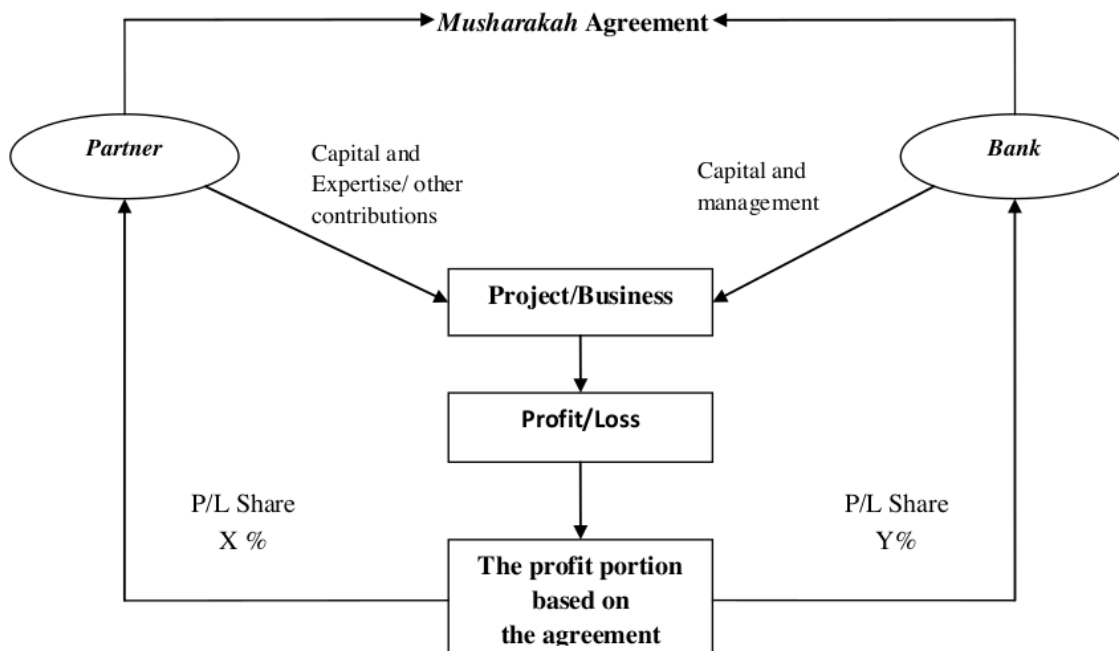 Musharakah Agreement
Partner
Bank
Capital and
Expertise/ other
contributions
Capital and
management
Project/Business
Profit/Loss
P/L Share
X %
P/L Share
Y%
The profit portion
based on
the agreement